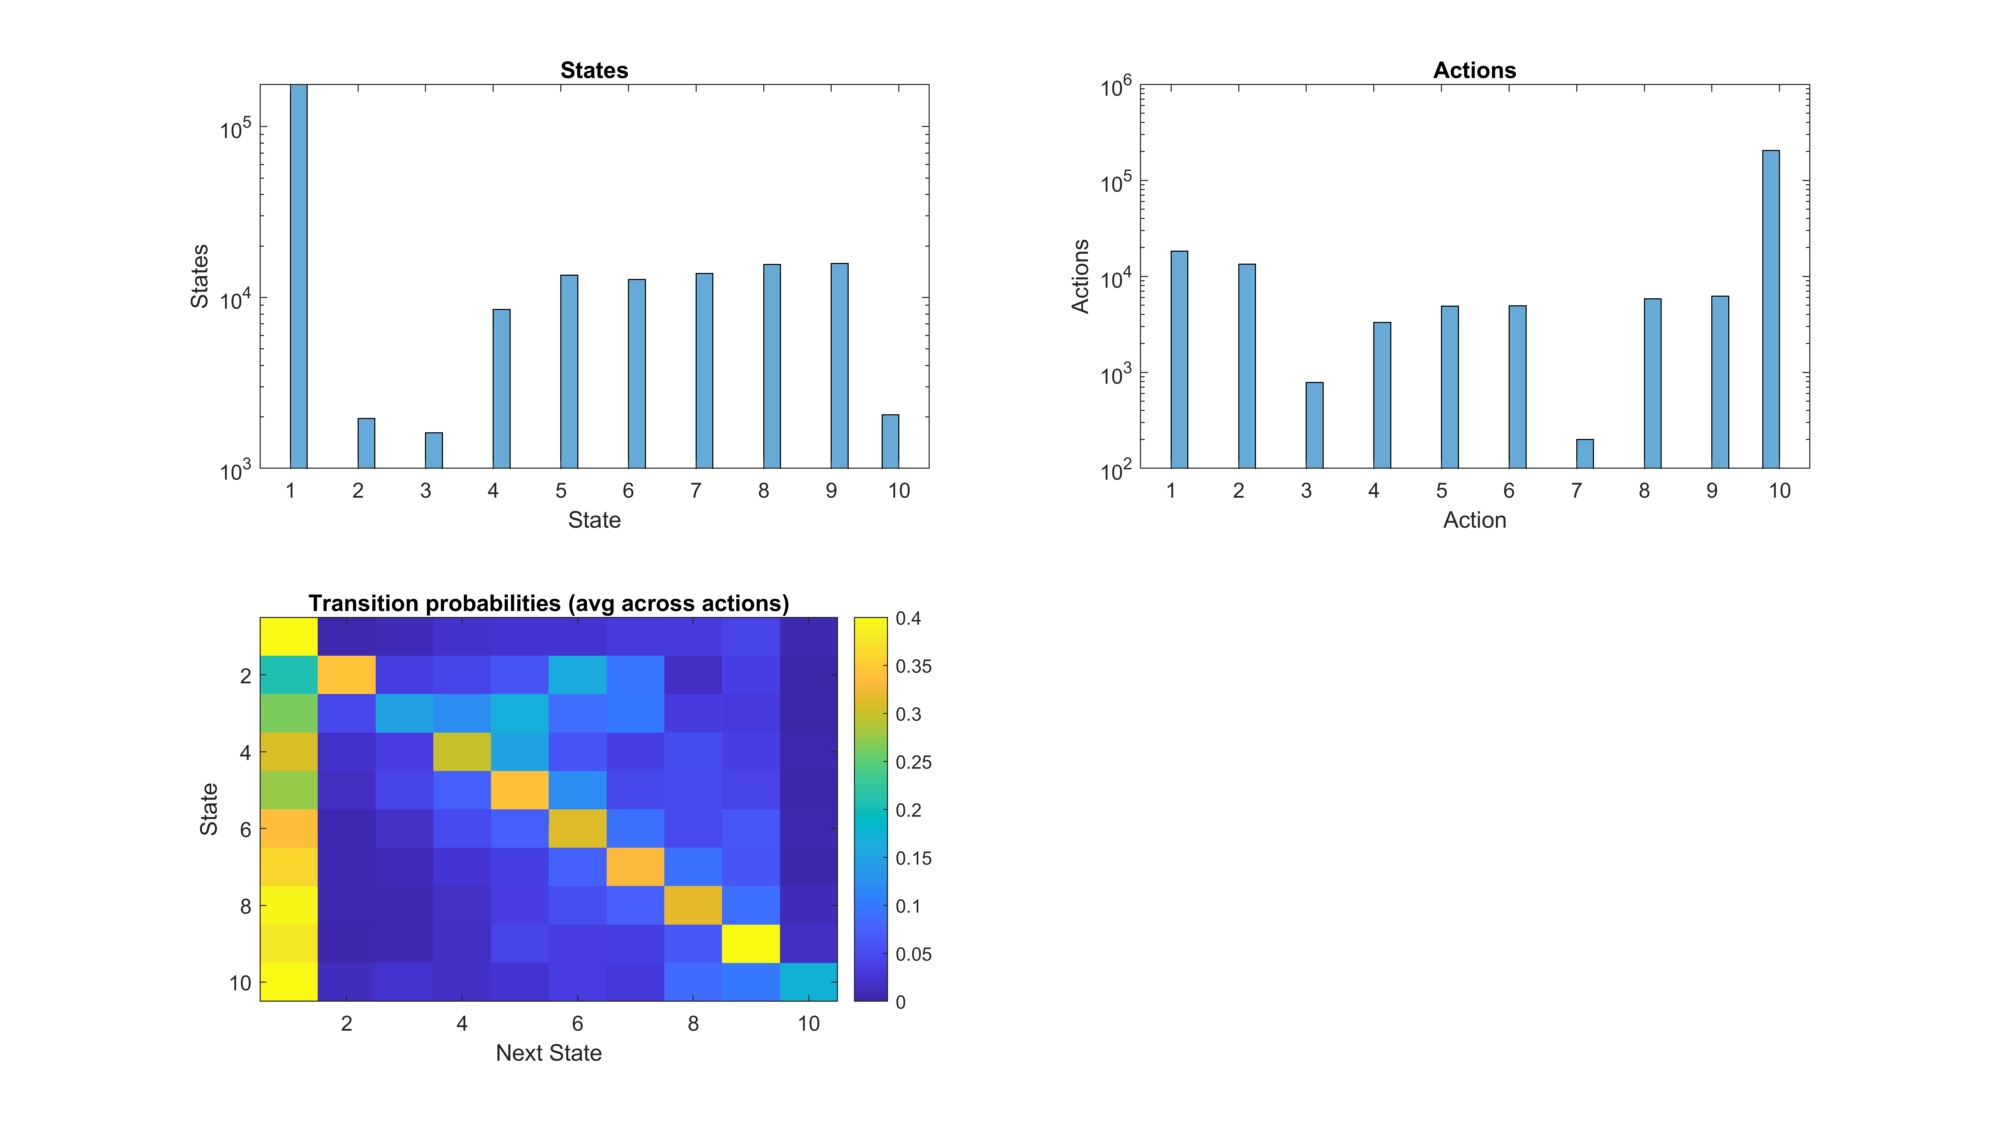 States
10^5
10^4
10^3
States
1 2 3 4 5 6 7 8 9 10
State
Actions
10^6
10^5
10^4
10^3
10^2
Actions
1 2 3 4 5 6 7 8 9 10
Action
Transition probabilities (avg across actions)
2
4
6
8
10
State
2 4 6 8 10
Next State
0.4
0.35
0.3
0.25
0.2
0.15
0.1
0.05
0